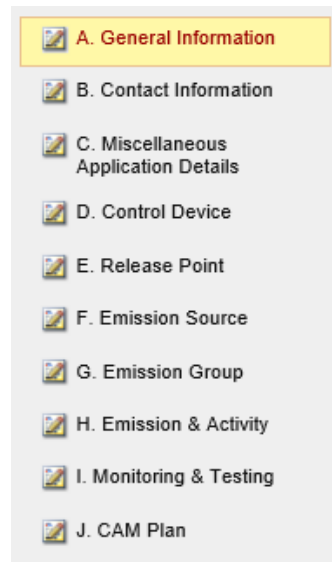 A. General Information
B. Contact Information
C. Miscellaneous
Application Details
D. Control Device
E. Release Point
F. Emission Source
G. Emission Group
H. Emission & Activity
I. Monitoring & Testing
J. CAM Plan